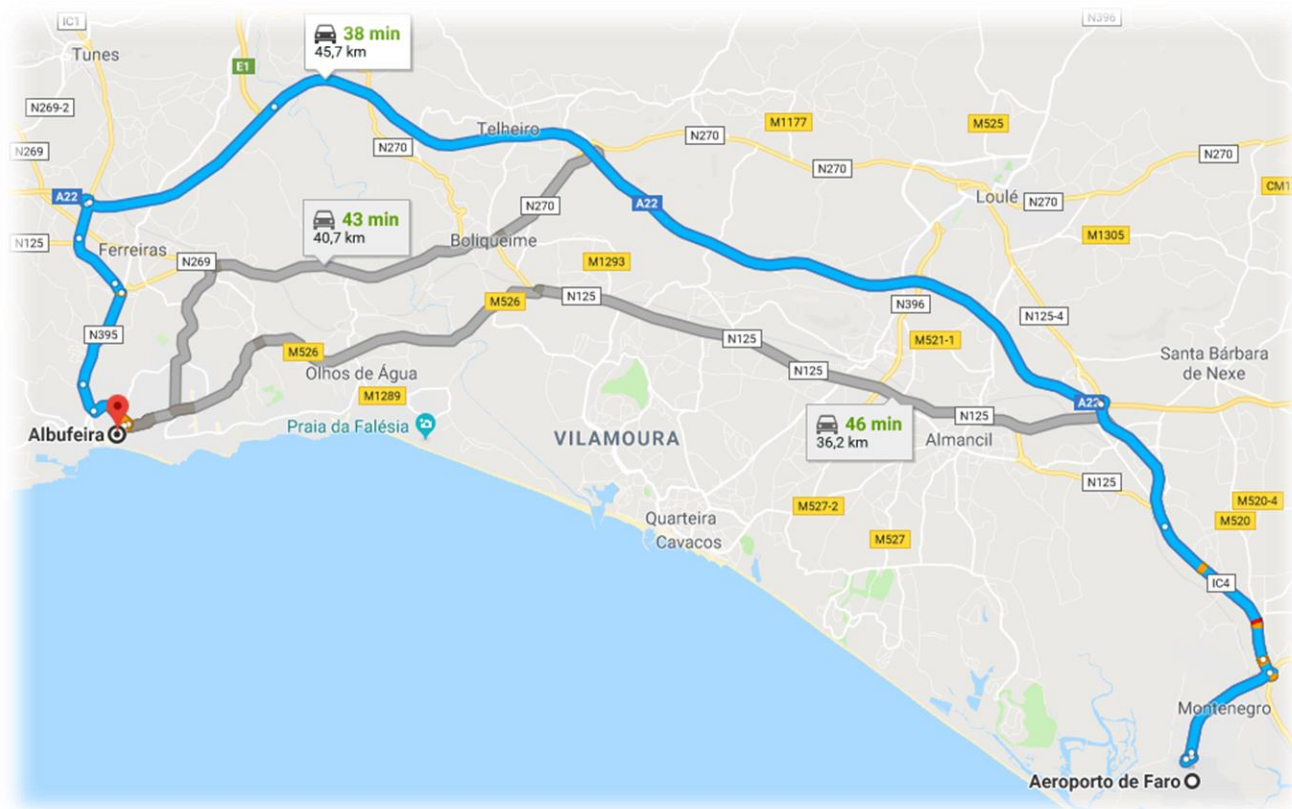 IC1
N396
38 min
45,7 km
Tunes
E1
N269-2
N269
N270
Telheiro
N270
M1177
M525
N270
N270
CM1
A22
Loulé
N270
A22
N270
M1305
43 min
40,7 km
N125
Ferreiras
Boliqueime
N269
M1293
N396
M526
N125
N125-4
N395
N125
M521-1
M526
Santa Bárbara
de Nexe
Olhos de Água
N125
M1289
A22
Albufeira
Praia da Falésia
VILAMOURA
46 min
36,2 km
N125
Almancil
N125
M520-4
M527-2
M520
Quarteira
Cavacos
M527
IC4
Montenegro
Aeroporto de Faro